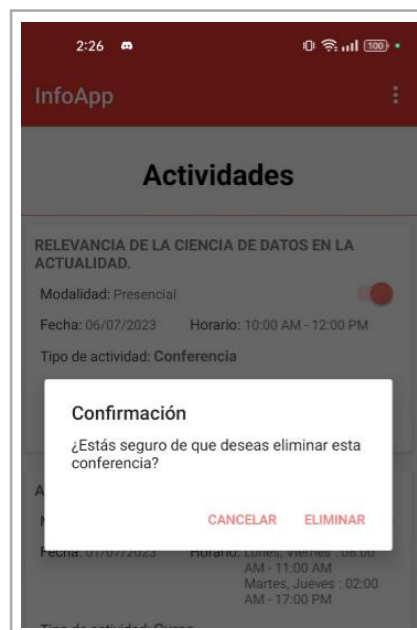 2:26
100
InfoApp
Actividades
RELEVANCIA DE LA CIENCIA DE DATOS EN LA
ACTUALIDAD.
Modalidad: Presencial
Fecha: 06/07/2023 Horario: 10:00 AM - 12:00 PM
Tipo de actividad: Conferencia
Confirmación
¿Estás seguro de que deseas eliminar esta
conferencia?
CANCELAR ELIMINAR
A
Fecha: 01/07/2023 Horario: Lunes, Viernes : 08:00
AM - 11:00 AM
Martes, Jueves : 02:00
AM - 17:00 PM
Tipo de actividad: Curso